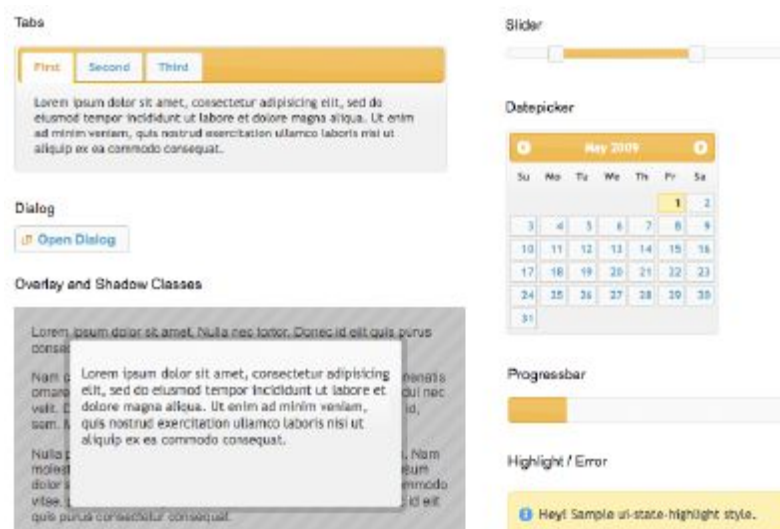 Tabs
First Second Third
Lorem ipsum dolor sit amet, consectetur adipisicing elit, sed do
eiusmod tempor incididunt ut labore et dolore magna aliqua. Ut enim
ad minim veniam, quis nostrud exercitation ullamco laboris nisi ut
aliquip ex ea commodo consequat.
Dialog
Open Dialog
Overlay and Shadow Classes
Lorem ipsum dolor sit amet, Nulla nec tortor. Donec id elit quis purus
Nam
velit.
sem.
Nulla
quis purus consectetur consequat.
Lorem ipsum dolor sit amet, consectetur adipisicing
elit, sed do eiusmod tempor incididunt ut labore et
dolore magna aliqua. Ut enim ad minim veniam,
quis nostrud exercitation ullamco laboris nisi ut
aliquip ex ea commodo consequat.
Slider
Datepicker
May 2009
Su Mo Tu We Th Fr Sa
1 2
3 4 5 6 7 8 9
10 11 12 13 14 15 16
17 18 19 20 21 22 23
24 25 26 27 28 29 30
31
Progressbar
Highlight / Error
Hey! Sample ui-state-highlight style.